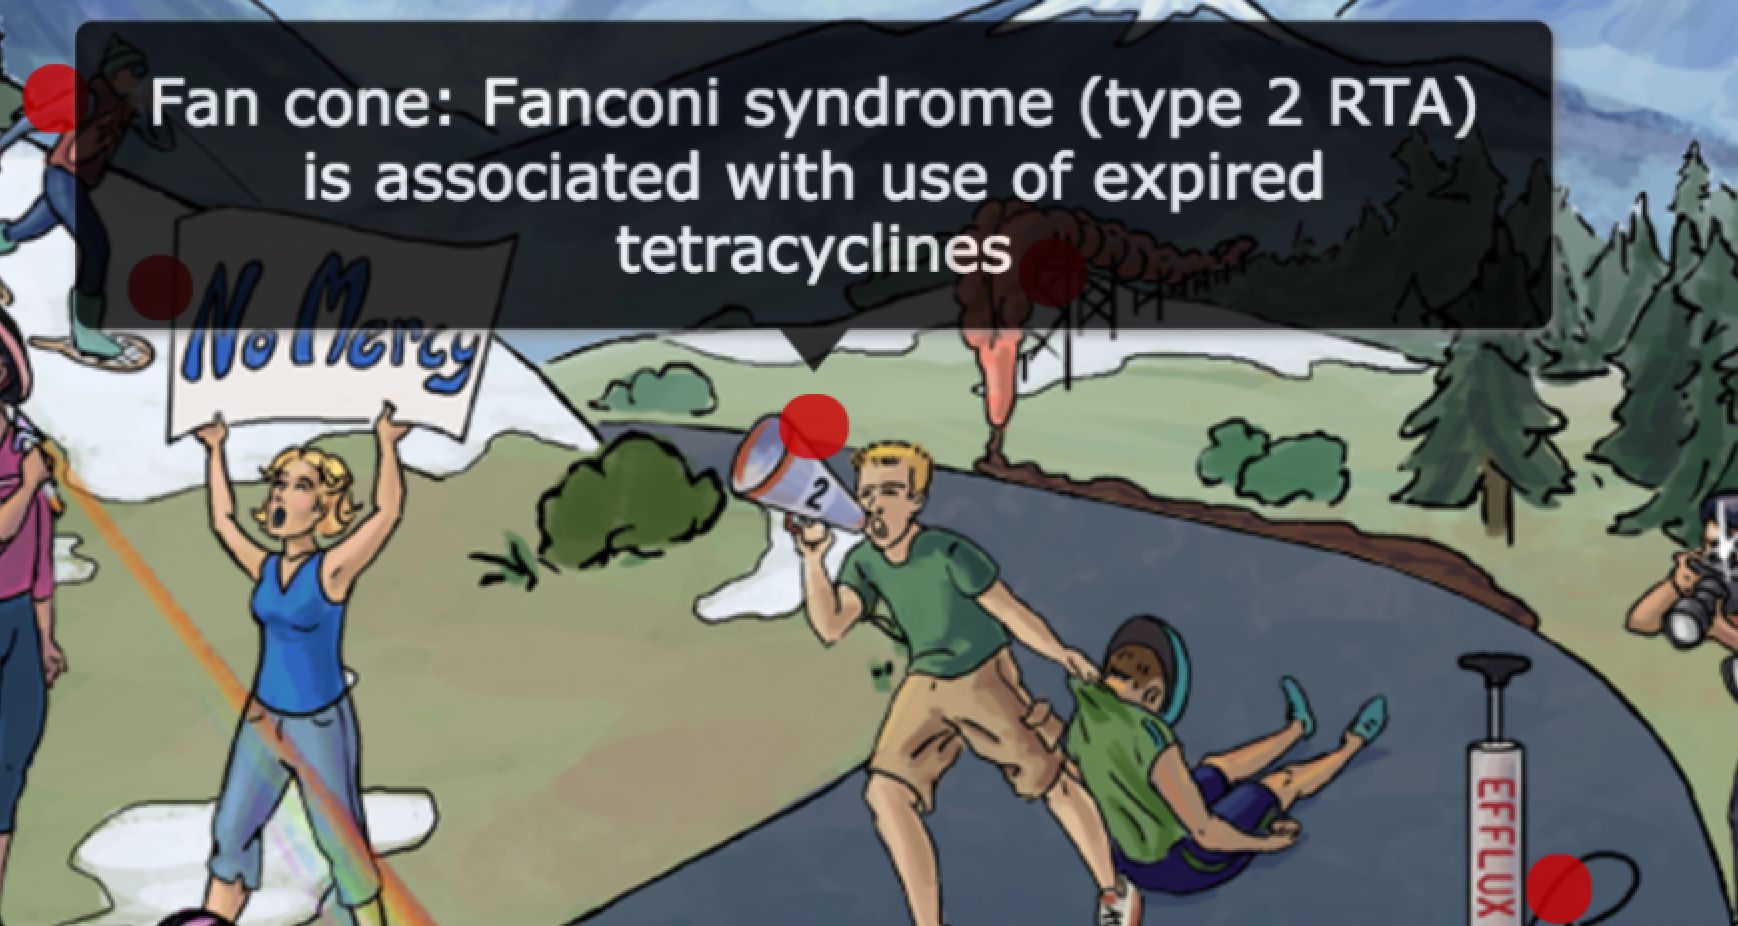 Fan cone: Fanconi syndrome (type 2 RTA)
is associated with use of expired
tetracyclines
No Mercy
2
EFFLUX